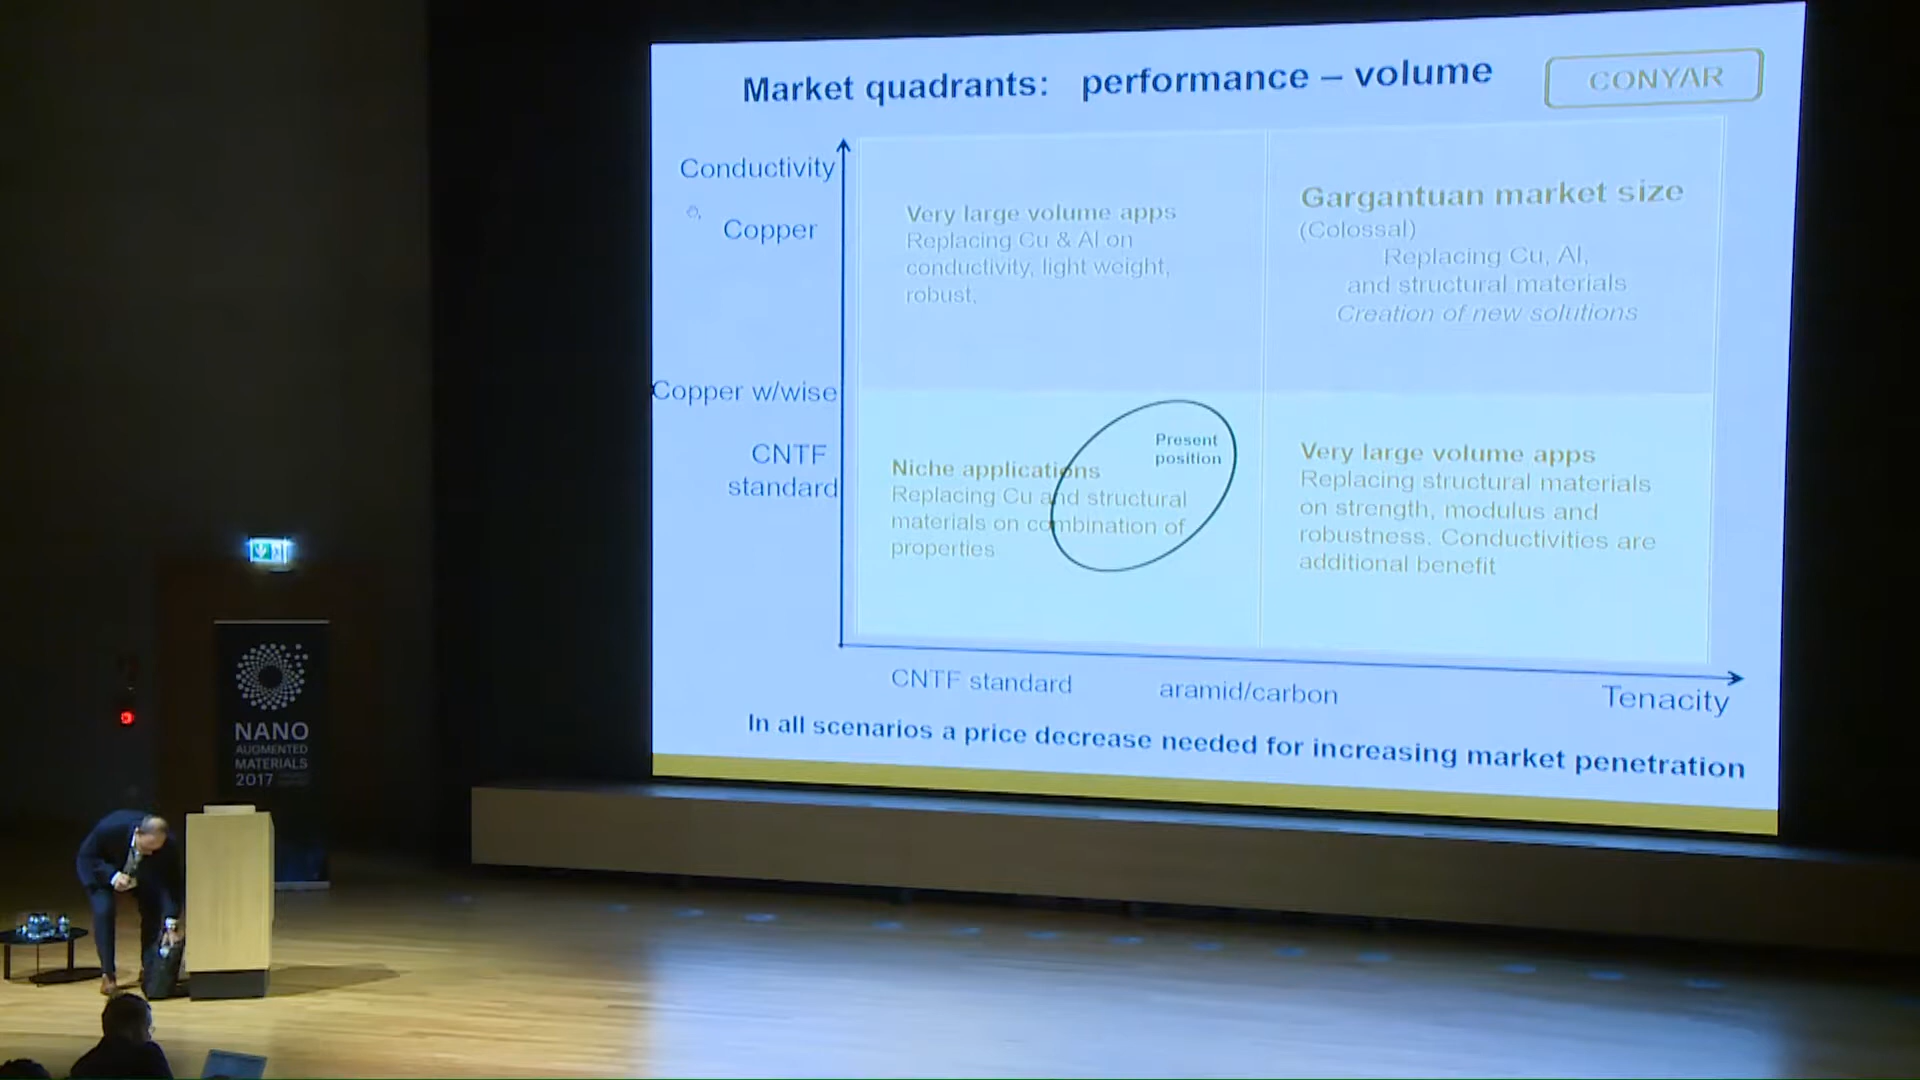 Market quadrants: performance – volume
CONYAR
Conductivity
Copper
Copper w/wise
CNTF
standard
Very large volume apps
Replacing Cu & Al on
conductivity, light weight,
robust,
Gargantuan market size
(Colossal)
Replacing Cu, Al,
and structural materials
Creation of new solutions
Niche applications
Replacing Cu and structural
materials on combination of
properties
Present
position
Very large volume apps
Replacing structural materials
on strength, modulus and
robustness. Conductivities are
additional benefit
CNTF standard
aramid/carbon
Tenacity
In all scenarios a price decrease needed for increasing market penetration
NANO
AUGMENTED
MATERIALS
2017